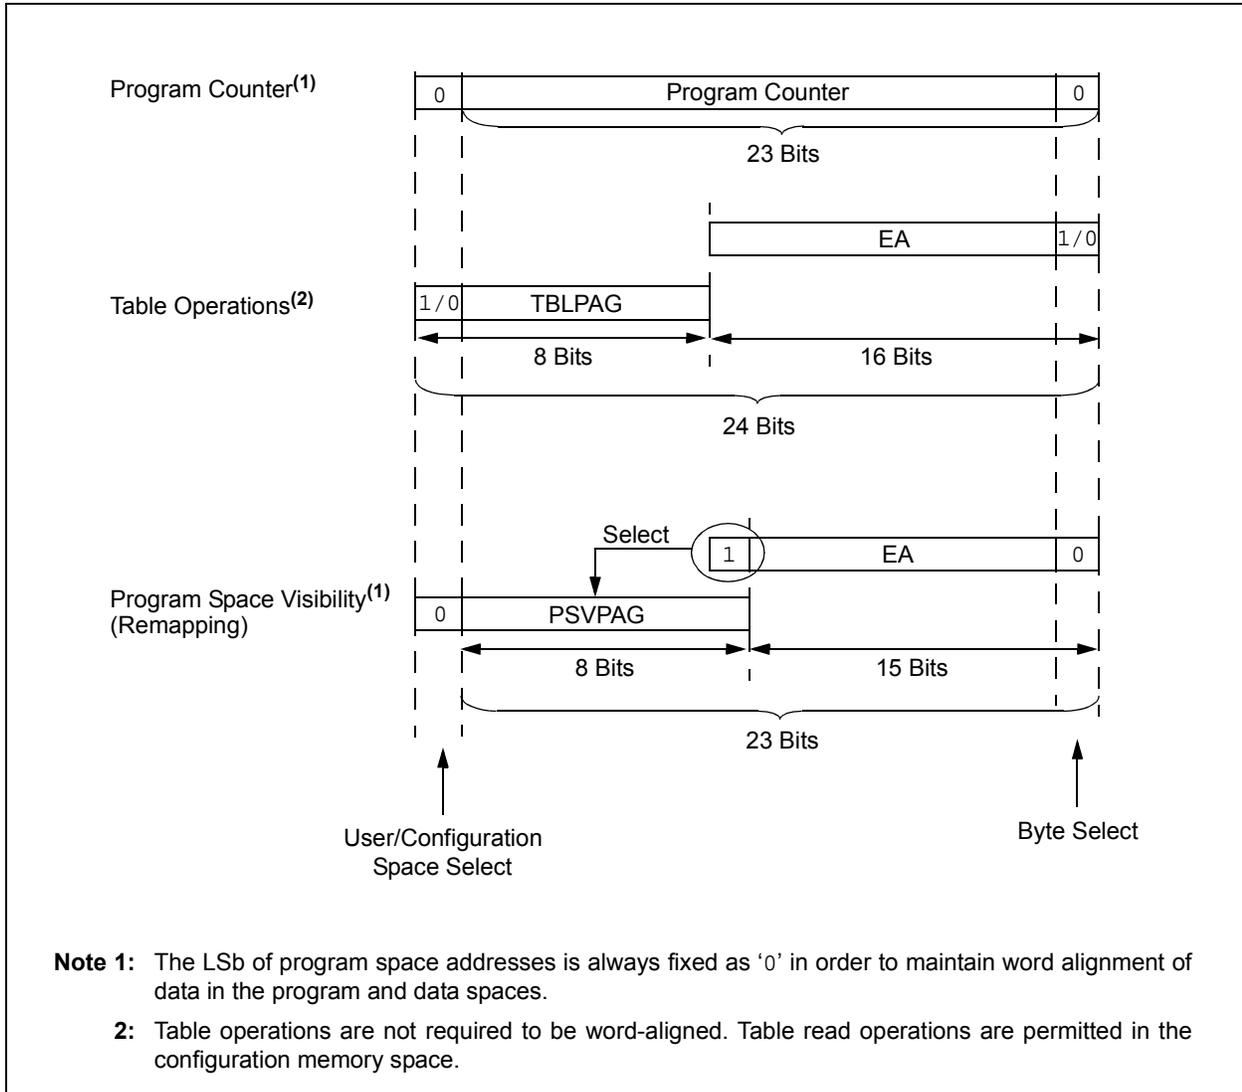 Program Counter(1)
0
Program Counter
0
23 Bits
EA
1/0
Table Operations(2)
1/0
TBLPAG
8 Bits
16 Bits
24 Bits
Select
1
EA
0
Program Space Visibility(1)
(Remapping)
0
PSVPAG
8 Bits
15 Bits
23 Bits
User/Configuration
Space Select
Byte Select
Note 1: The LSb of program space addresses is always fixed as ‘0’ in order to maintain word alignment of
data in the program and data spaces.
2: Table operations are not required to be word-aligned. Table read operations are permitted in the
configuration memory space.